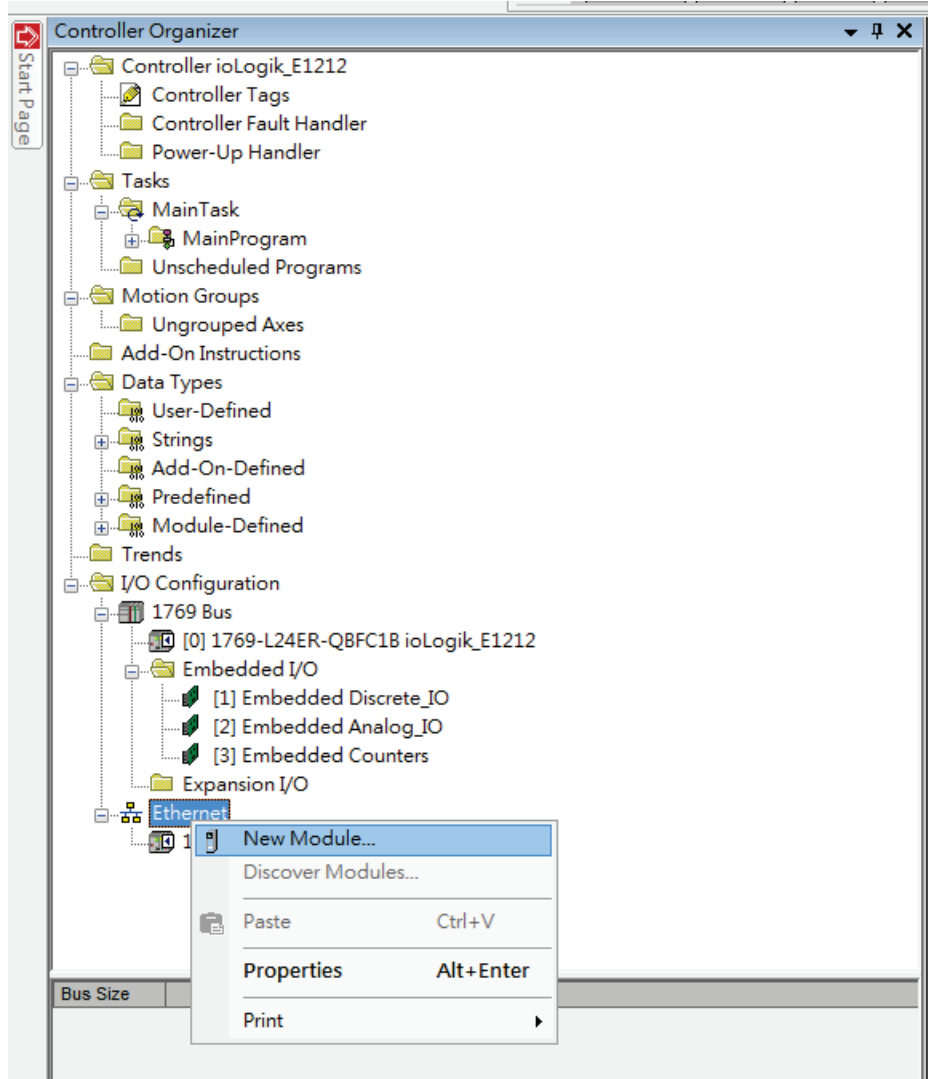 Controller Organizer
Start Page
Controller ioLogik_E1212
Controller Tags
Controller Fault Handler
Power-Up Handler
Tasks
MainTask
MainProgram
Unscheduled Programs
Motion Groups
Ungrouped Axes
Add-On Instructions
Data Types
User-Defined
Strings
Add-On-Defined
Predefined
Module-Defined
Trends
I/O Configuration
1769 Bus
[0] 1769-L24ER-QBFC1B ioLogik_E1212
Embedded I/O
[1] Embedded Discrete_IO
[2] Embedded Analog_IO
[3] Embedded Counters
Expansion I/O
Ethernet
1
New Module...
Discover Modules...
Paste Ctrl+V
Properties Alt+Enter
Print
Bus Size